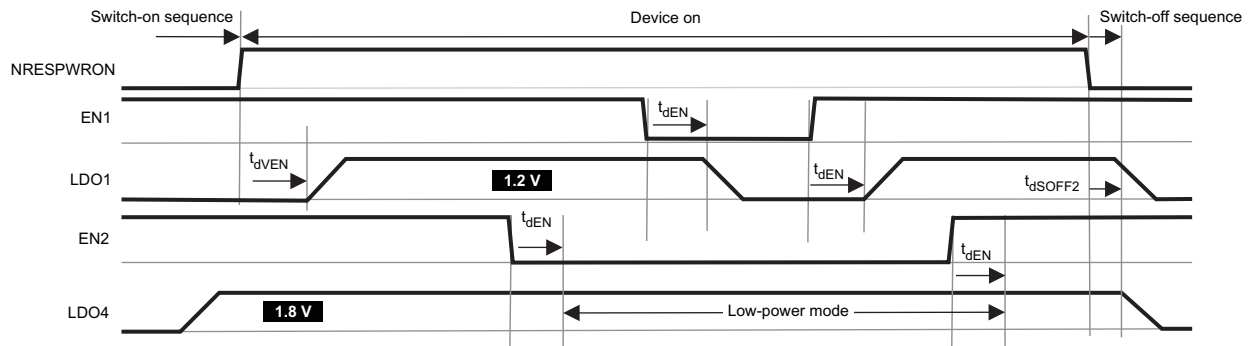 Switch-on sequence Device on Switch-off sequence
NRESPWRON
EN1
tdEN
tdVEN
LDO1
1.2 V
tdEN
tdSOFF2
EN2
tdEN
tdEN
LDO4
1.8 V
Low-power mode